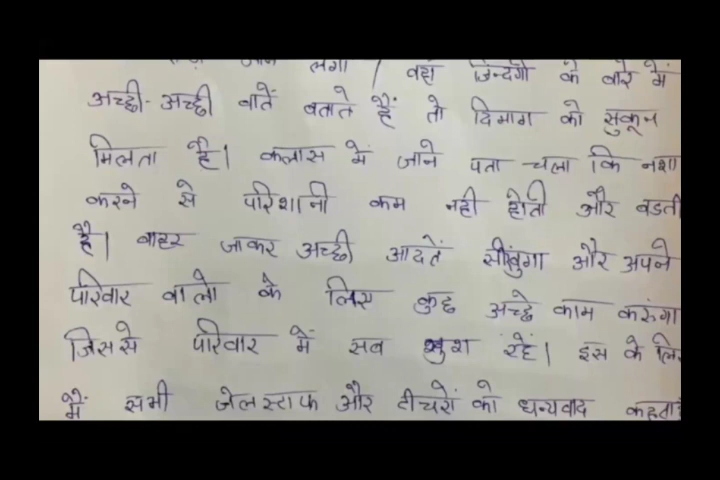 लगा। वहां जिन्दगी के बारे में
अच्छी-अच्छी बातें बताते हैं तो दिमाग को सुकून
मिलता है। क्लास में जाने पता चला कि नशा
करने से परिशानी कम नही होती और बडती
है। बाहर जाकर अच्छी आदतें सीखुंगा और अपने
परिवार वालो के लिए कुछ अच्छे काम करुंगा
जिससे परिवार में सब खुश रहें। इस के लिए
मैं सभी जेलस्टाफ और टीचरों को धन्यवाद कहता